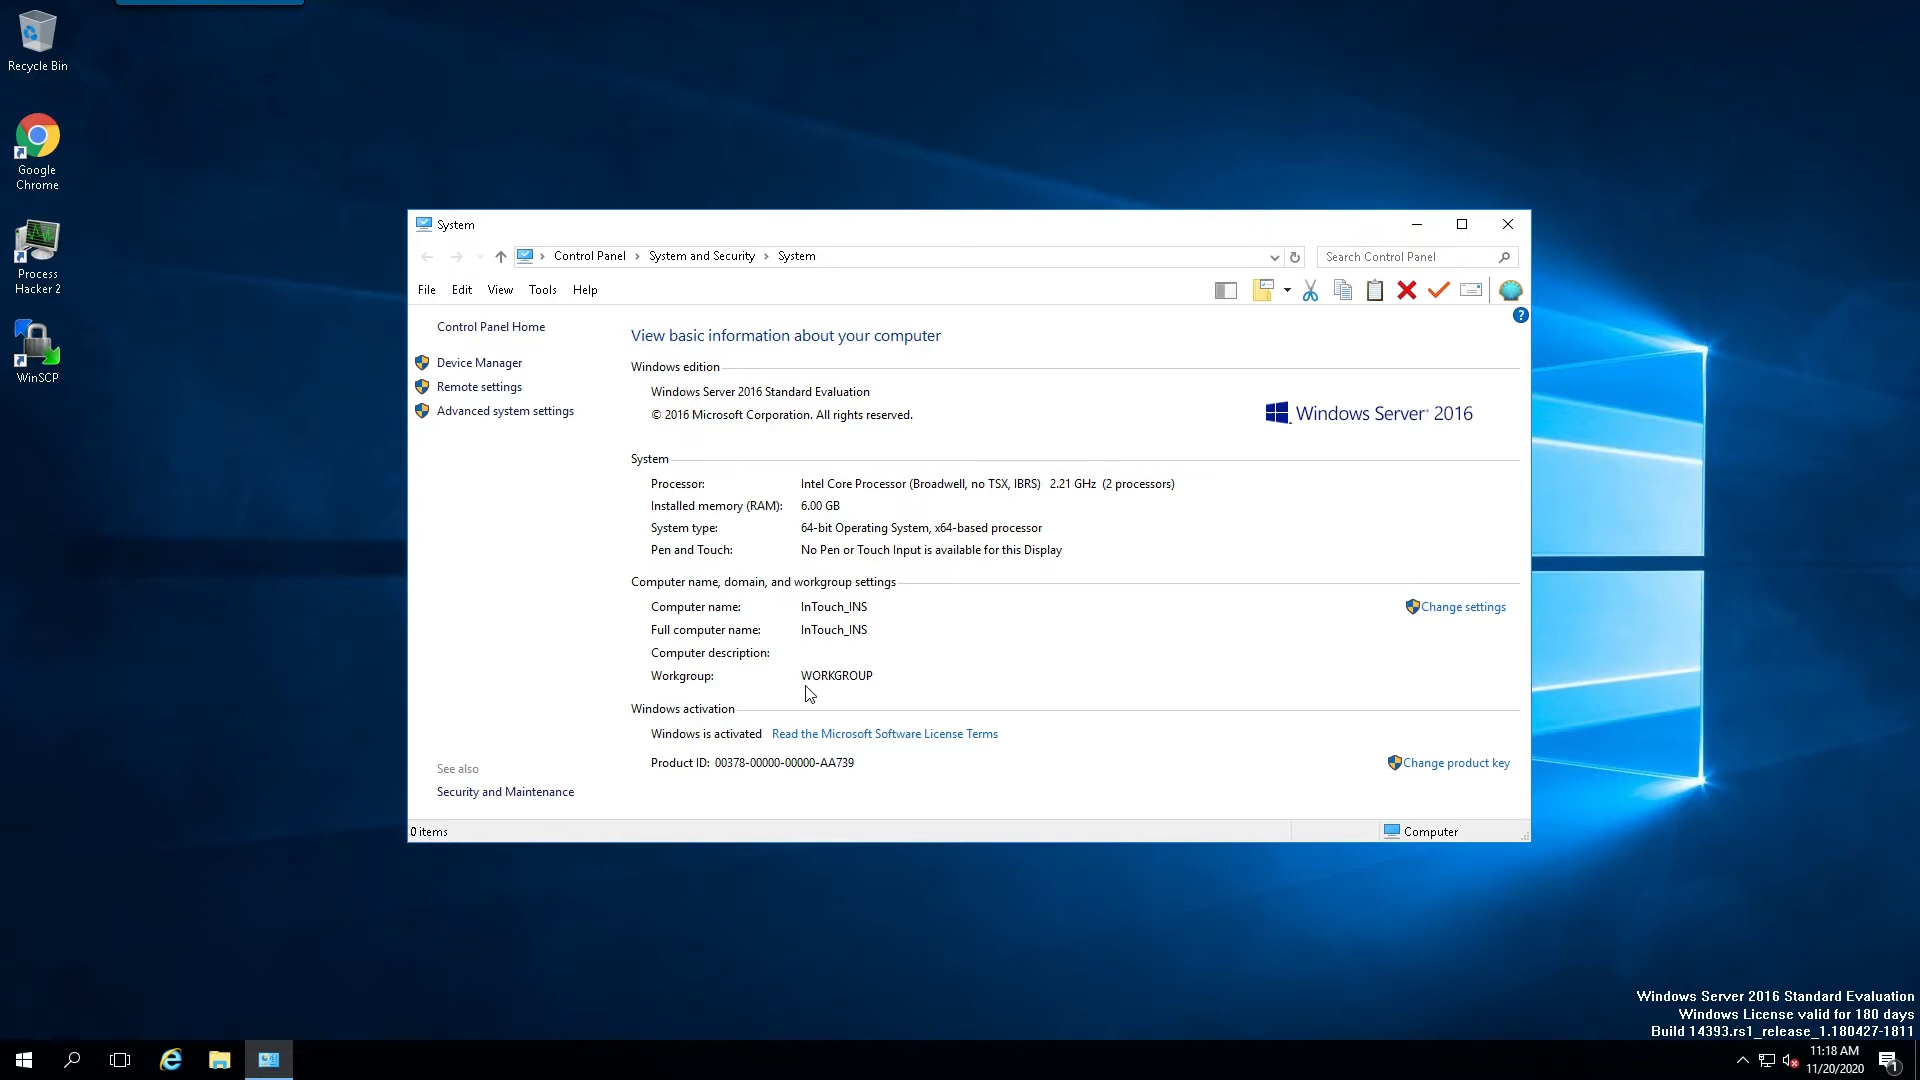 Recycle Bin
Google
Chrome
Process
Hacker 2
WinSCP
System
Control Panel › System and Security › System
Search Control Panel
File Edit View Tools Help
Control Panel Home
Device Manager
Remote settings
Advanced system settings
See also
Security and Maintenance
View basic information about your computer
Windows edition
Windows Server 2016 Standard Evaluation
© 2016 Microsoft Corporation. All rights reserved.
Windows Server® 2016
System
Processor: Intel Core Processor (Broadwell, no TSX, IBRS) 2.21 GHz (2 processors)
Installed memory (RAM): 6.00 GB
System type: 64-bit Operating System, x64-based processor
Pen and Touch: No Pen or Touch Input is available for this Display
Computer name, domain, and workgroup settings
Computer name: InTouch_INS
Change settings
Full computer name: InTouch_INS
Computer description:
Workgroup: WORKGROUP
Windows activation
Windows is activated Read the Microsoft Software License Terms
Product ID: 00378-00000-00000-AA739
Change product key
0 items
Computer
Windows Server 2016 Standard Evaluation
Windows License valid for 180 days
Build 14393.rs1_release_1.180427-1811
11:18 AM
11/20/2020
1